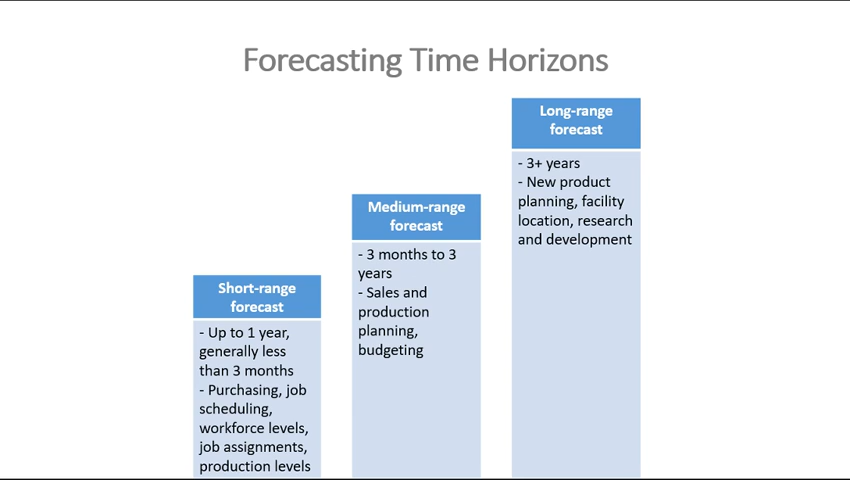 Forecasting Time Horizons
Short-range
forecast
- Up to 1 year,
generally less
than 3 months
- Purchasing, job
scheduling,
workforce levels,
job assignments,
production levels
Medium-range
forecast
- 3 months to 3
years
- Sales and
production
planning,
budgeting
Long-range
forecast
- 3+ years
- New product
planning, facility
location, research
and development